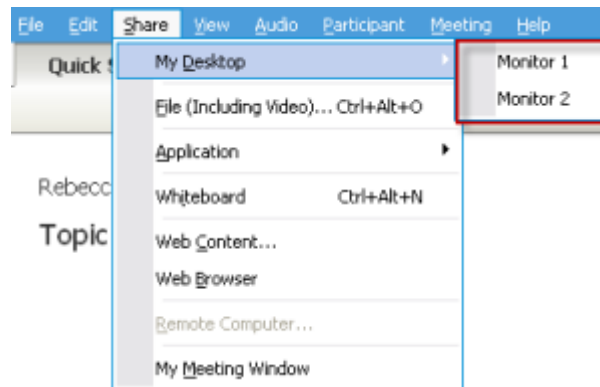 File Edit Share View Audio Participant Meeting Help
Quick
My Desktop
Monitor 1
Monitor 2
File (Including Video)... Ctrl+Alt+O
Application
Whiteboard Ctrl+Alt+N
Rebecc
Topic
Web Content...
Web Browser
Remote Computer...
My Meeting Window